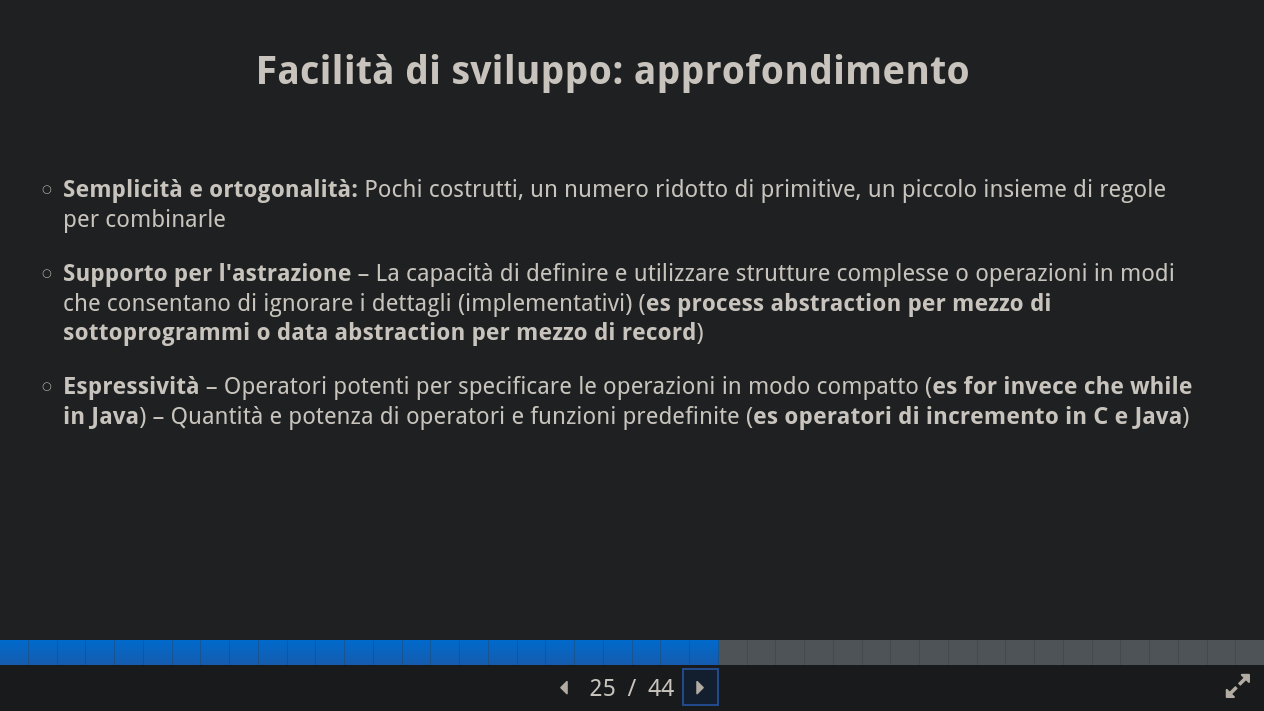 Facilità di sviluppo: approfondimento
Semplicità e ortogonalità: Pochi costrutti, un numero ridotto di primitive, un piccolo insieme di regole
per combinarle
Supporto per l'astrazione – La capacità di definire e utilizzare strutture complesse o operazioni in modi
che consentano di ignorare i dettagli (implementativi) (es process abstraction per mezzo di
sottoprogrammi o data abstraction per mezzo di record)
Espressività – Operatori potenti per specificare le operazioni in modo compatto (es for invece che while
in Java) – Quantità e potenza di operatori e funzioni predefinite (es operatori di incremento in C e Java)
25 / 44